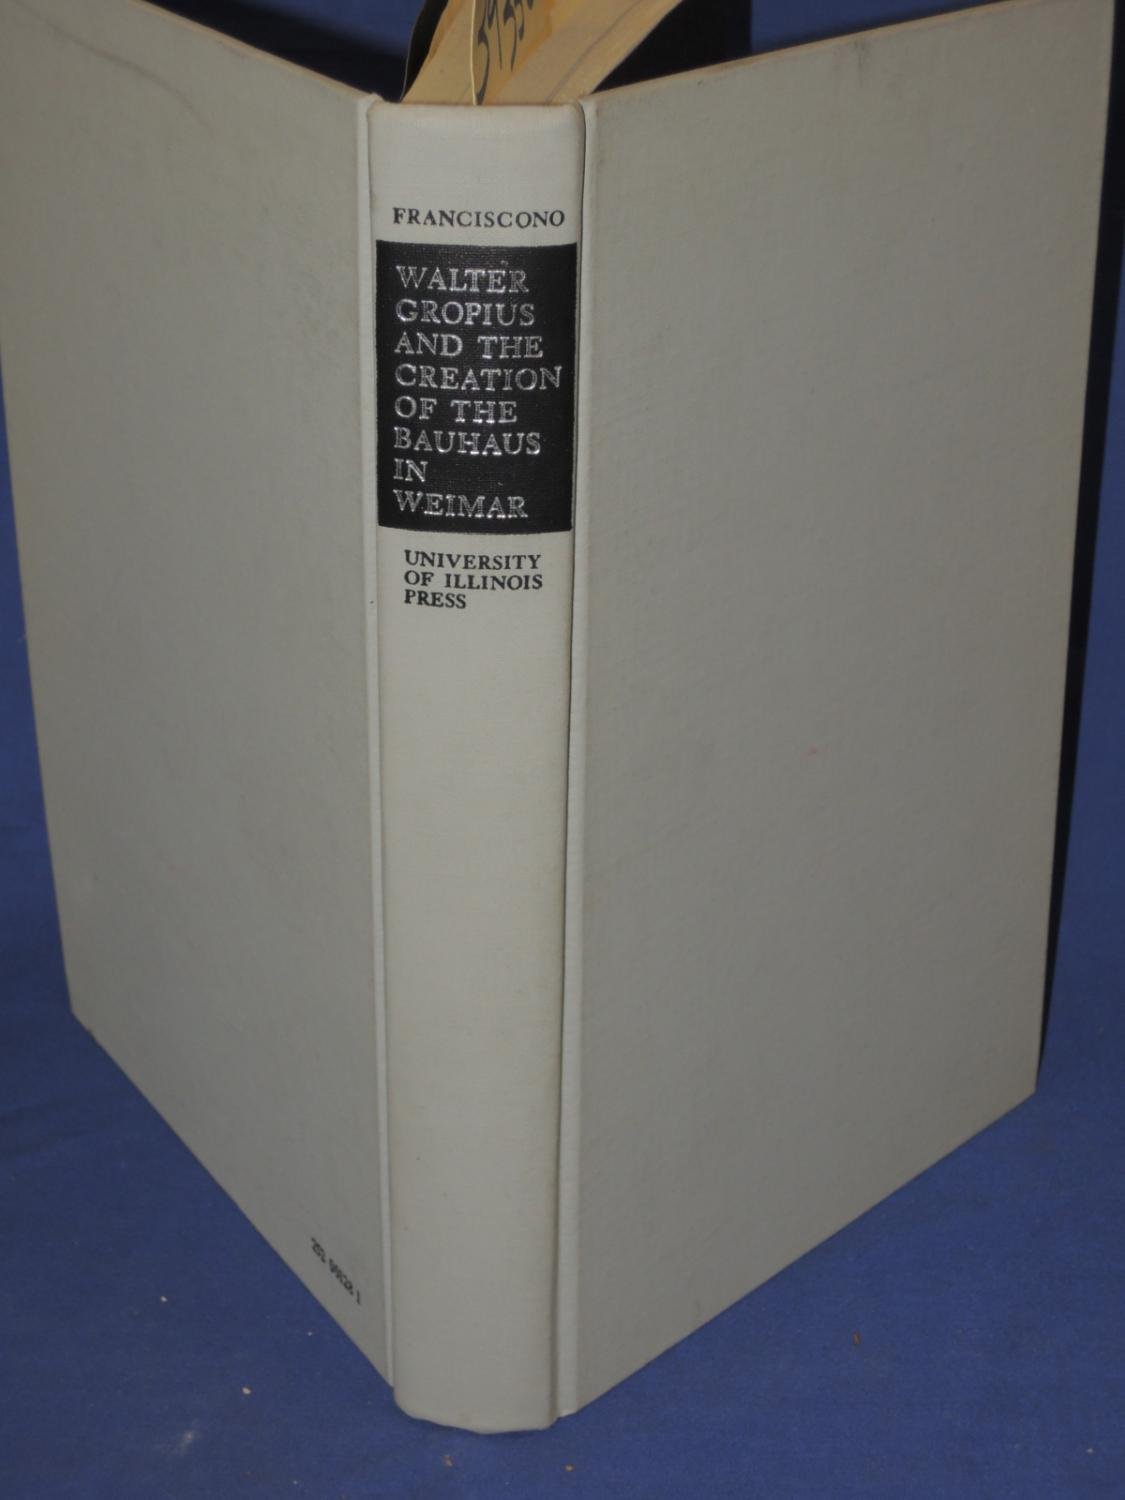 FRANCISCONO
WALTER
GROPIUS
AND THE
CREATION
OF THE
BAUHAUS
IN
WEIMAR
UNIVERSITY
OF ILLINOIS
PRESS